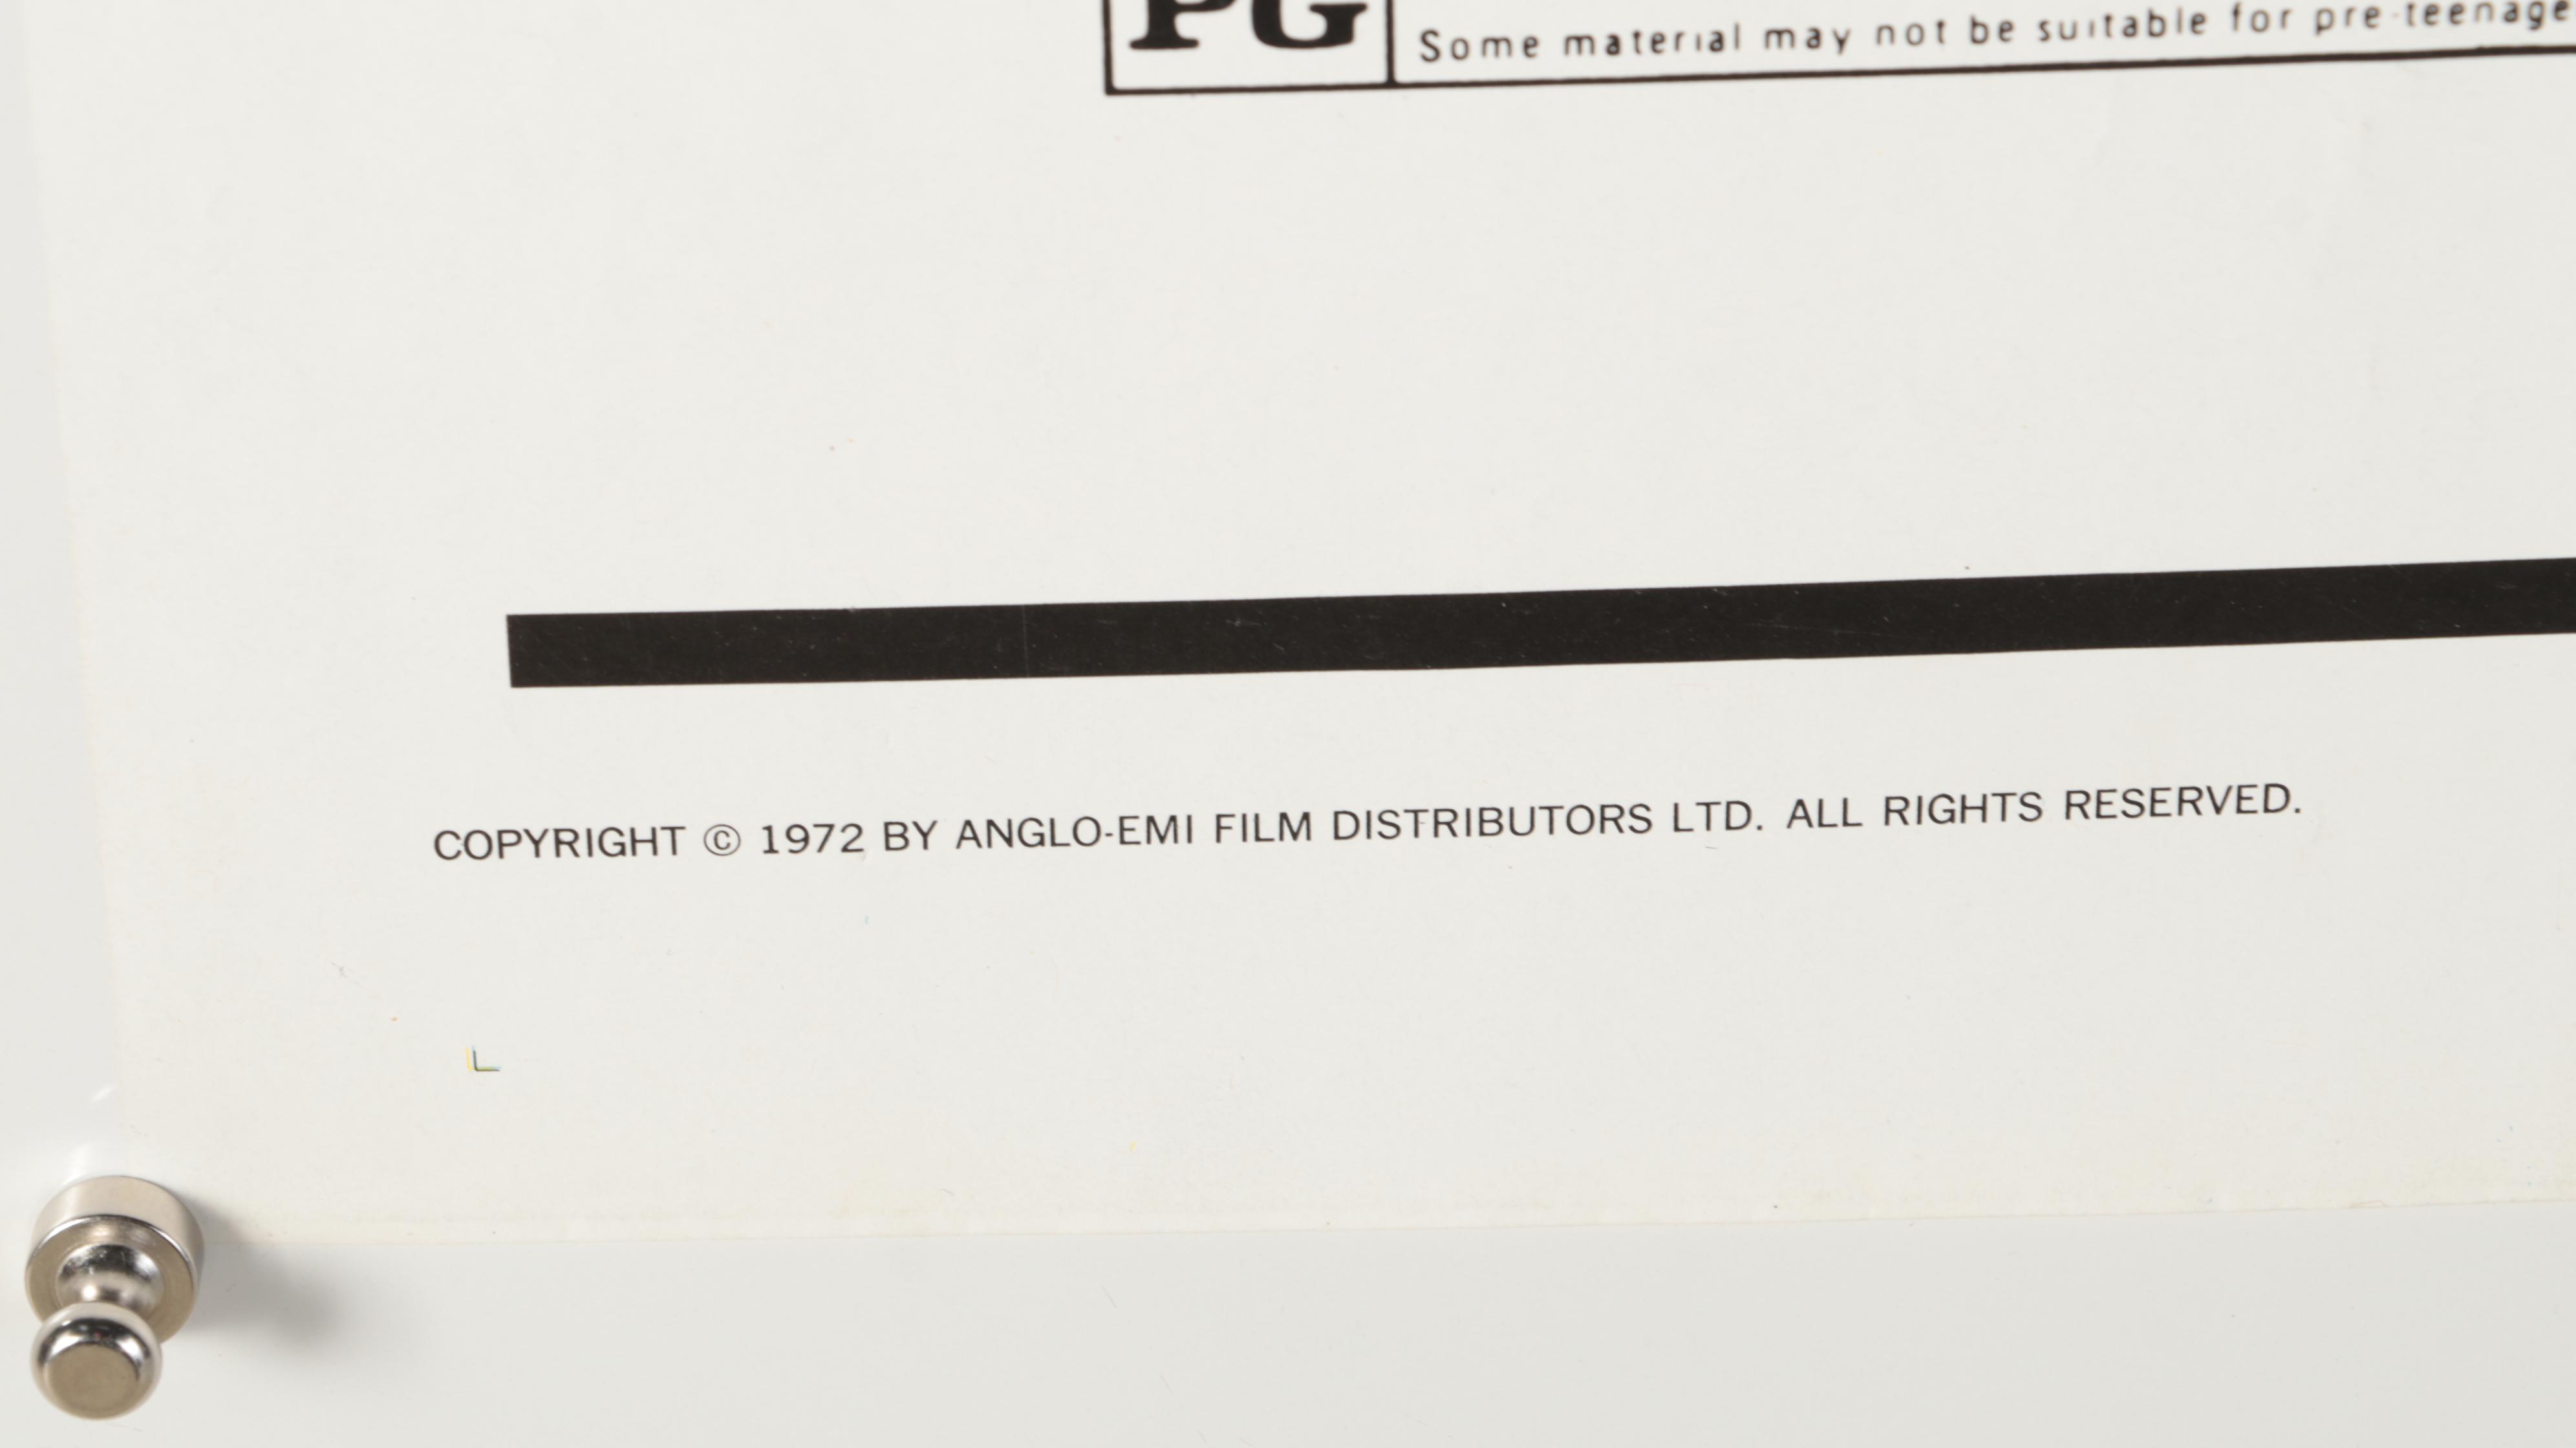 PG
Some material may not be suitable for pre-teenage
COPYRIGHT © 1972 BY ANGLO-EMI FILM DISTRIBUTORS LTD. ALL RIGHTS RESERVED.